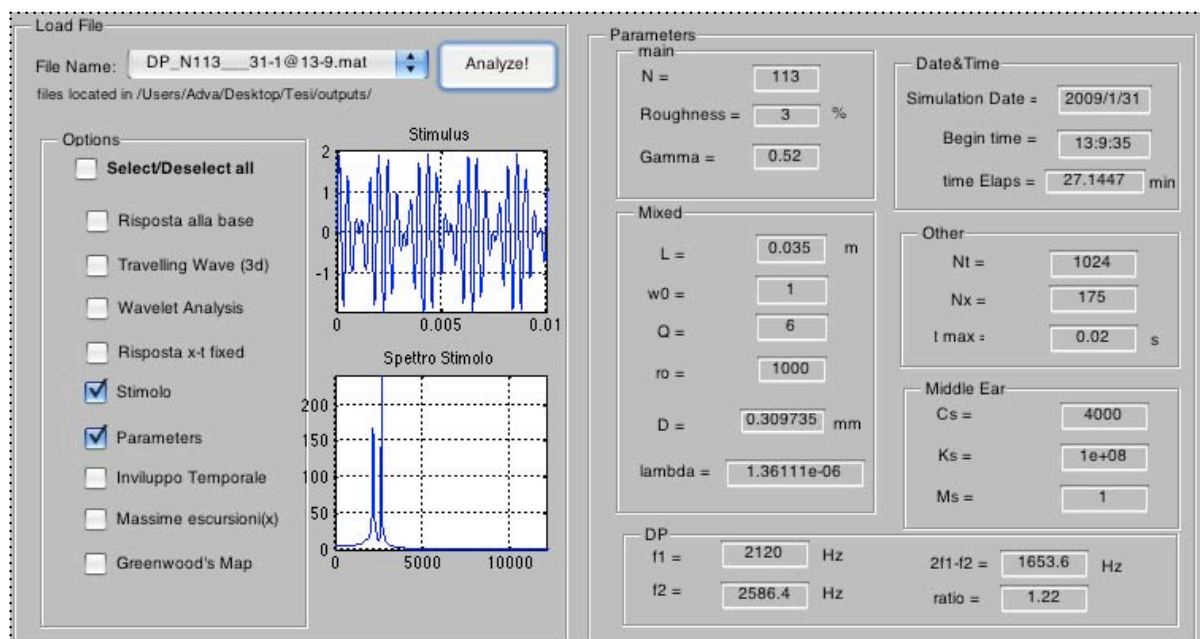 Load File
File Name: DP_N113___31-1@13-9.mat Analyze!
files located in /Users/Adva/Desktop/Tesi/outputs/
Options
Select/Deselect all
Risposta alla base
Travelling Wave (3d)
Wavelet Analysis
Risposta x-t fixed
Stimolo
Parameters
Inviluppo Temporale
Massime escursioni(x)
Greenwood's Map
Stimulus
2
1
0
-1
0 0.005 0.01
Spettro Stimolo
200
150
100
50
0
0 5000 10000
Parameters
main
N = 113
Roughness = 3 %
Gamma = 0.52
Mixed
L = 0.035 m
w0 = 1
Q = 6
ro = 1000
D = 0.309735 mm
lambda = 1.36111e-06
Date&Time
Simulation Date = 2009/1/31
Begin time = 13:9:35
time Elaps = 27.1447 min
Other
Nt = 1024
Nx = 175
t max = 0.02 s
Middle Ear
Cs = 4000
Ks = 1e+08
Ms = 1
DP
f1 = 2120 Hz
f2 = 2586.4 Hz
2f1-f2 = 1653.6 Hz
ratio = 1.22